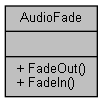 AudioFade
+ FadeOut()
+ FadeIn()